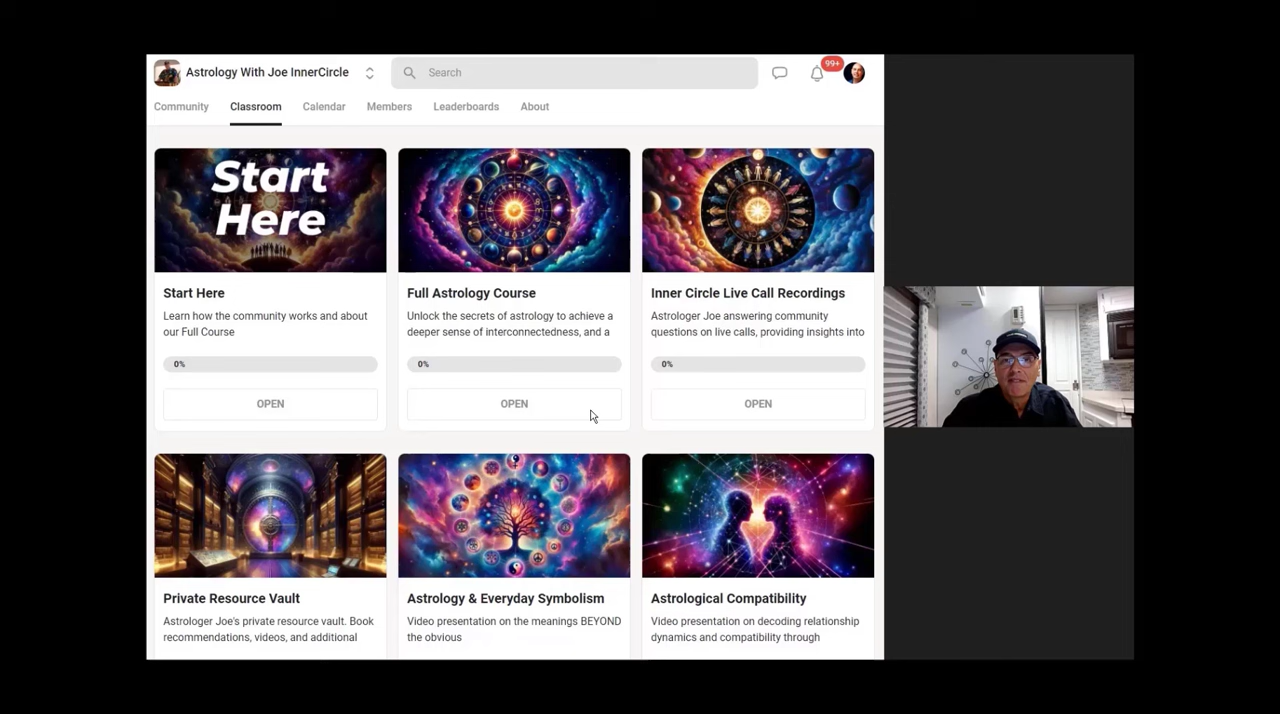 Astrology With Joe InnerCircle
Search
99+
Community Classroom Calendar Members Leaderboards About
Start
Here
Start Here
Learn how the community works and about
our Full Course
0%
OPEN
Full Astrology Course
Unlock the secrets of astrology to achieve a
deeper sense of interconnectedness, and a
0%
OPEN
Inner Circle Live Call Recordings
Astrologer Joe answering community
questions on live calls, providing insights into
0%
OPEN
Private Resource Vault
Astrologer Joe's private resource vault. Book
recommendations, videos, and additional
Astrology & Everyday Symbolism
Video presentation on the meanings BEYOND
the obvious
Astrological Compatibility
Video presentation on decoding relationship
dynamics and compatibility through